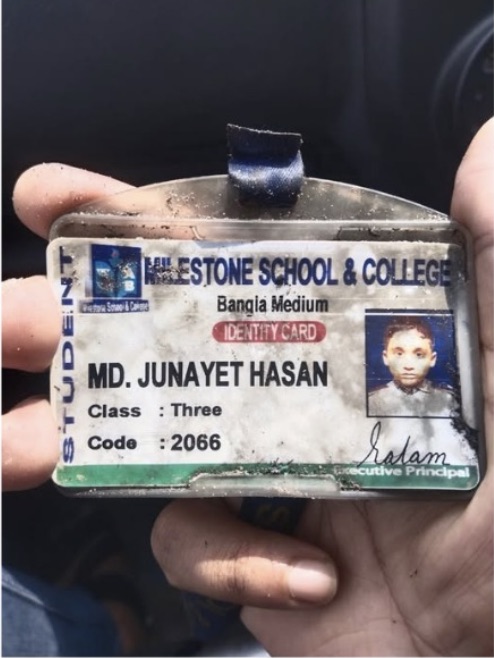 STUDENT
MILESTONE SCHOOL & COLLEGE
Milestone School & College
Bangla Medium
IDENTITY CARD
MD. JUNAYET HASAN
Class : Three
Code : 2066
Executive Principal